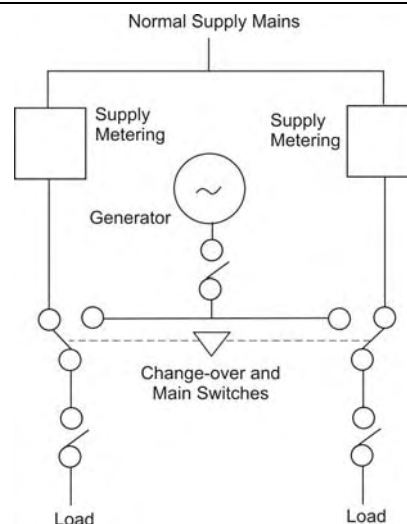 Normal Supply Mains
Supply
Metering
Supply
Metering
Generator
Change-over and
Main Switches
Load
Load